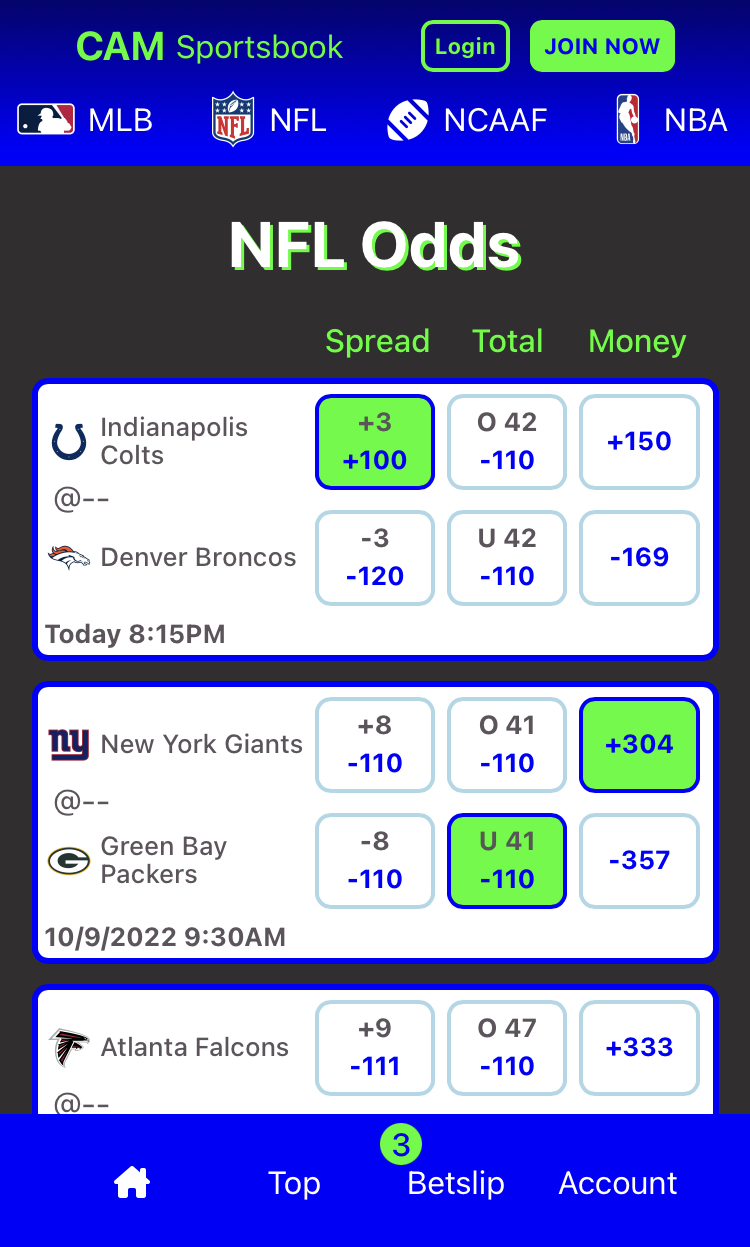 CAM Sportsbook
Login
JOIN NOW
MLB
NFL
NFL
NCAAF
NBA
NBA
NFL Odds
Spread Total Money
Indianapolis
Colts
+3
+100
O 42
-110
+150
@--
Denver Broncos
-3
-120
U 42
-110
-169
Today 8:15PM
ny
New York Giants
+8
-110
O 41
-110
+304
@--
G
Green Bay
Packers
-8
-110
U 41
-110
-357
10/9/2022 9:30AM
Atlanta Falcons
+9
-111
O 47
-110
+333
@--
3
Top
Betslip
Account